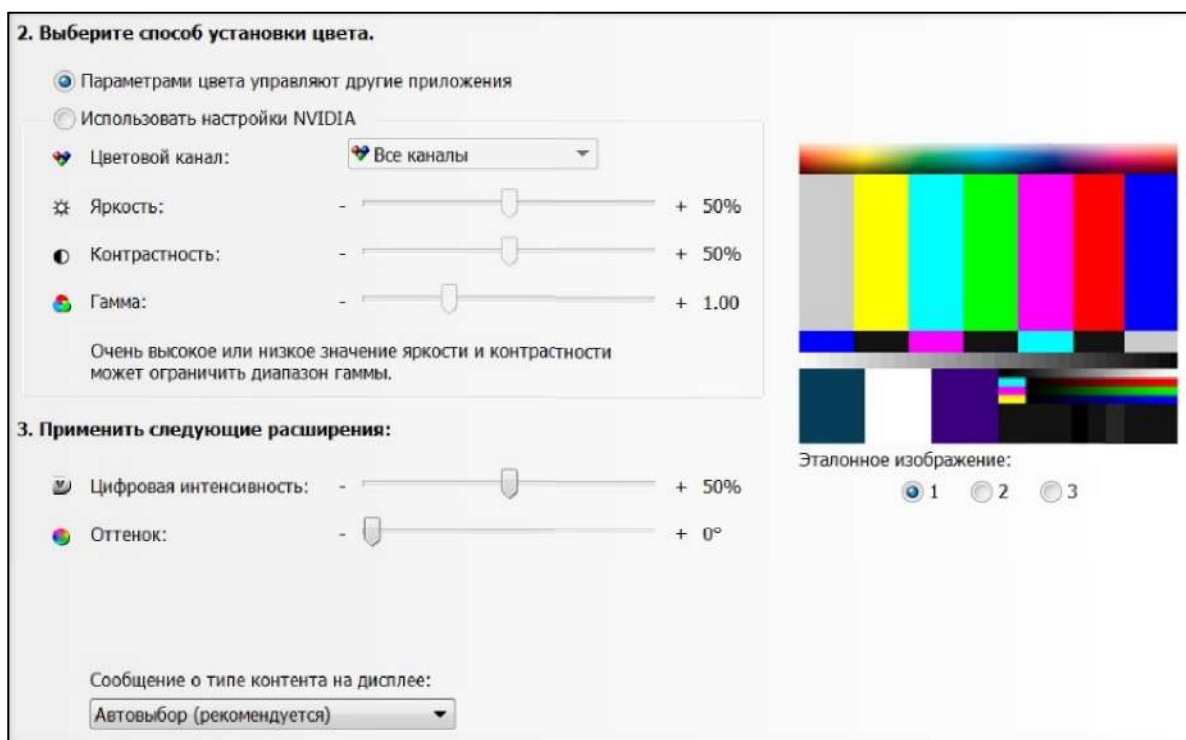 2. Выберите способ установки цвета.
Параметрами цвета управляют другие приложения
Использовать настройки NVIDIA
Цветовой канал: Все каналы
Яркость: - + 50%
Контрастность: - + 50%
Гамма: - + 1.00
Очень высокое или низкое значение яркости и контрастности
может ограничить диапазон гаммы.
3. Применить следующие расширения:
Цифровая интенсивность: - + 50%
Оттенок: - + 0°
Эталонное изображение:
1 2 3
Сообщение о типе контента на дисплее:
Автовыбор (рекомендуется)